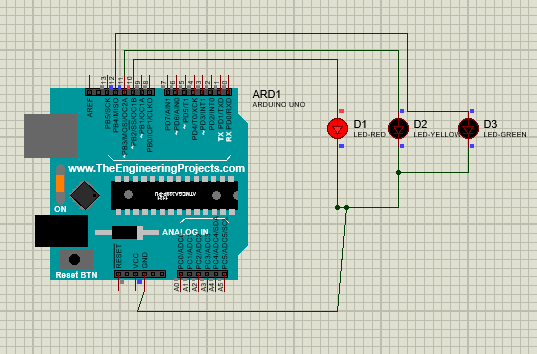 ARD1
ARDUINO UNO
AREF
13
12
11
10
9
8
7
6
5
4
3
2
1
0
PB5/SCK
PB4/MISO
PB3/MOSI/OC2A
PB2/SS/OC1B
PB1/OC1A
PB0/ICP1/CLKO
PD7/AIN1
PD6/AIN0
PD5/T1
PD4/T0/XCK
PD3/INT1
PD2/INT0
PD1/TXD
PD0/RXD
TX
RX
D1
LED-RED
D2
LED-YELLOW
D3
LED-GREEN
www.TheEngineeringProjects.com
ON
ANALOG IN
Reset BTN
RESET
VCC
GND
PC0/ADC0
PC1/ADC1
PC2/ADC2
PC3/ADC3
PC4/ADC4/SDA
PC5/ADC5/SCL
A0
A1
A2
A3
A4
A5